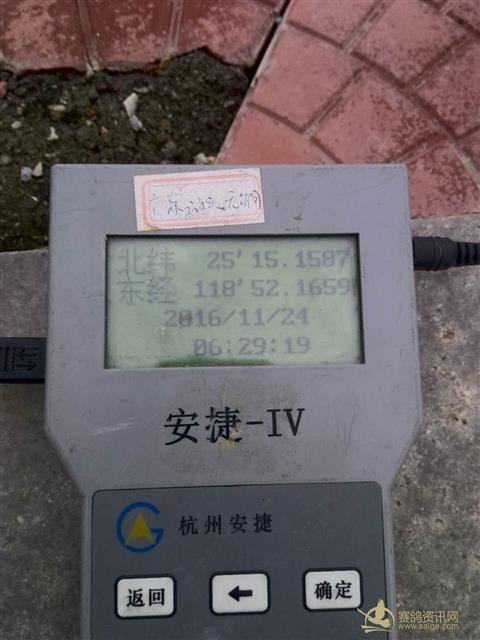 北纬 25' 15.1587
东经 118' 52.1659
2016/11/24
06:29:19
安捷-IV
杭州安捷
返回
←
确定
赛鸽资讯网
www.saige.com